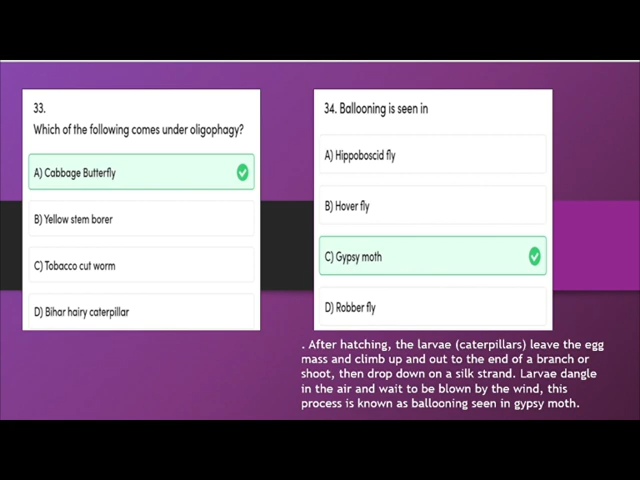 33.
Which of the following comes under oligophagy?
A) Cabbage Butterfly
B) Yellow stem borer
C) Tobacco cut worm
D) Bihar hairy caterpillar
34. Ballooning is seen in
A) Hippoboscid fly
B) Hover fly
C) Gypsy moth
D) Robber fly
. After hatching, the larvae (caterpillars) leave the egg
mass and climb up and out to the end of a branch or
shoot, then drop down on a silk strand. Larvae dangle
in the air and wait to be blown by the wind, this
process is known as ballooning seen in gypsy moth.